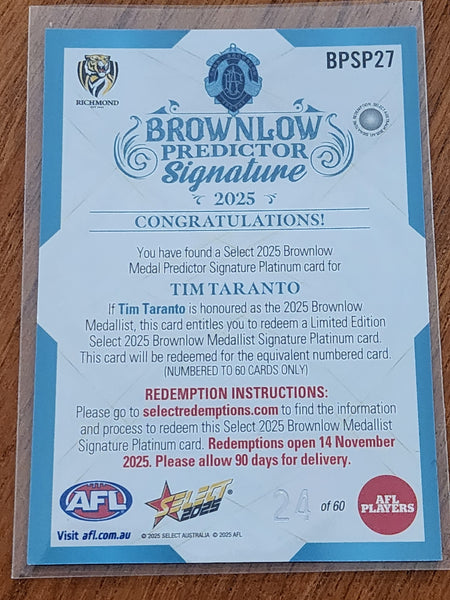 BPSP27
RICHMOND
BROWNLOW
PREDICTOR
Signature
2025
CONGRATULATIONS!
You have found a Select 2025 Brownlow
Medal Predictor Signature Platinum card for
TIM TARANTO
If Tim Taranto is honoured as the 2025 Brownlow
Medallist, this card entitles you to redeem a Limited Edition
Select 2025 Brownlow Medallist Signature Platinum card.
This card will be redeemed for the equivalent numbered card.
(NUMBERED TO 60 CARDS ONLY)
REDEMPTION INSTRUCTIONS:
Please go to selectredemptions.com to find the information
and process to redeem this Select 2025 Brownlow Medallist
Signature Platinum card. Redemptions open 14 November
2025. Please allow 90 days for delivery.
AFL
SELECT
2025
24 of 60
AFL
PLAYERS
Visit afl.com.au
© 2025 SELECT AUSTRALIA © 2025 AFL